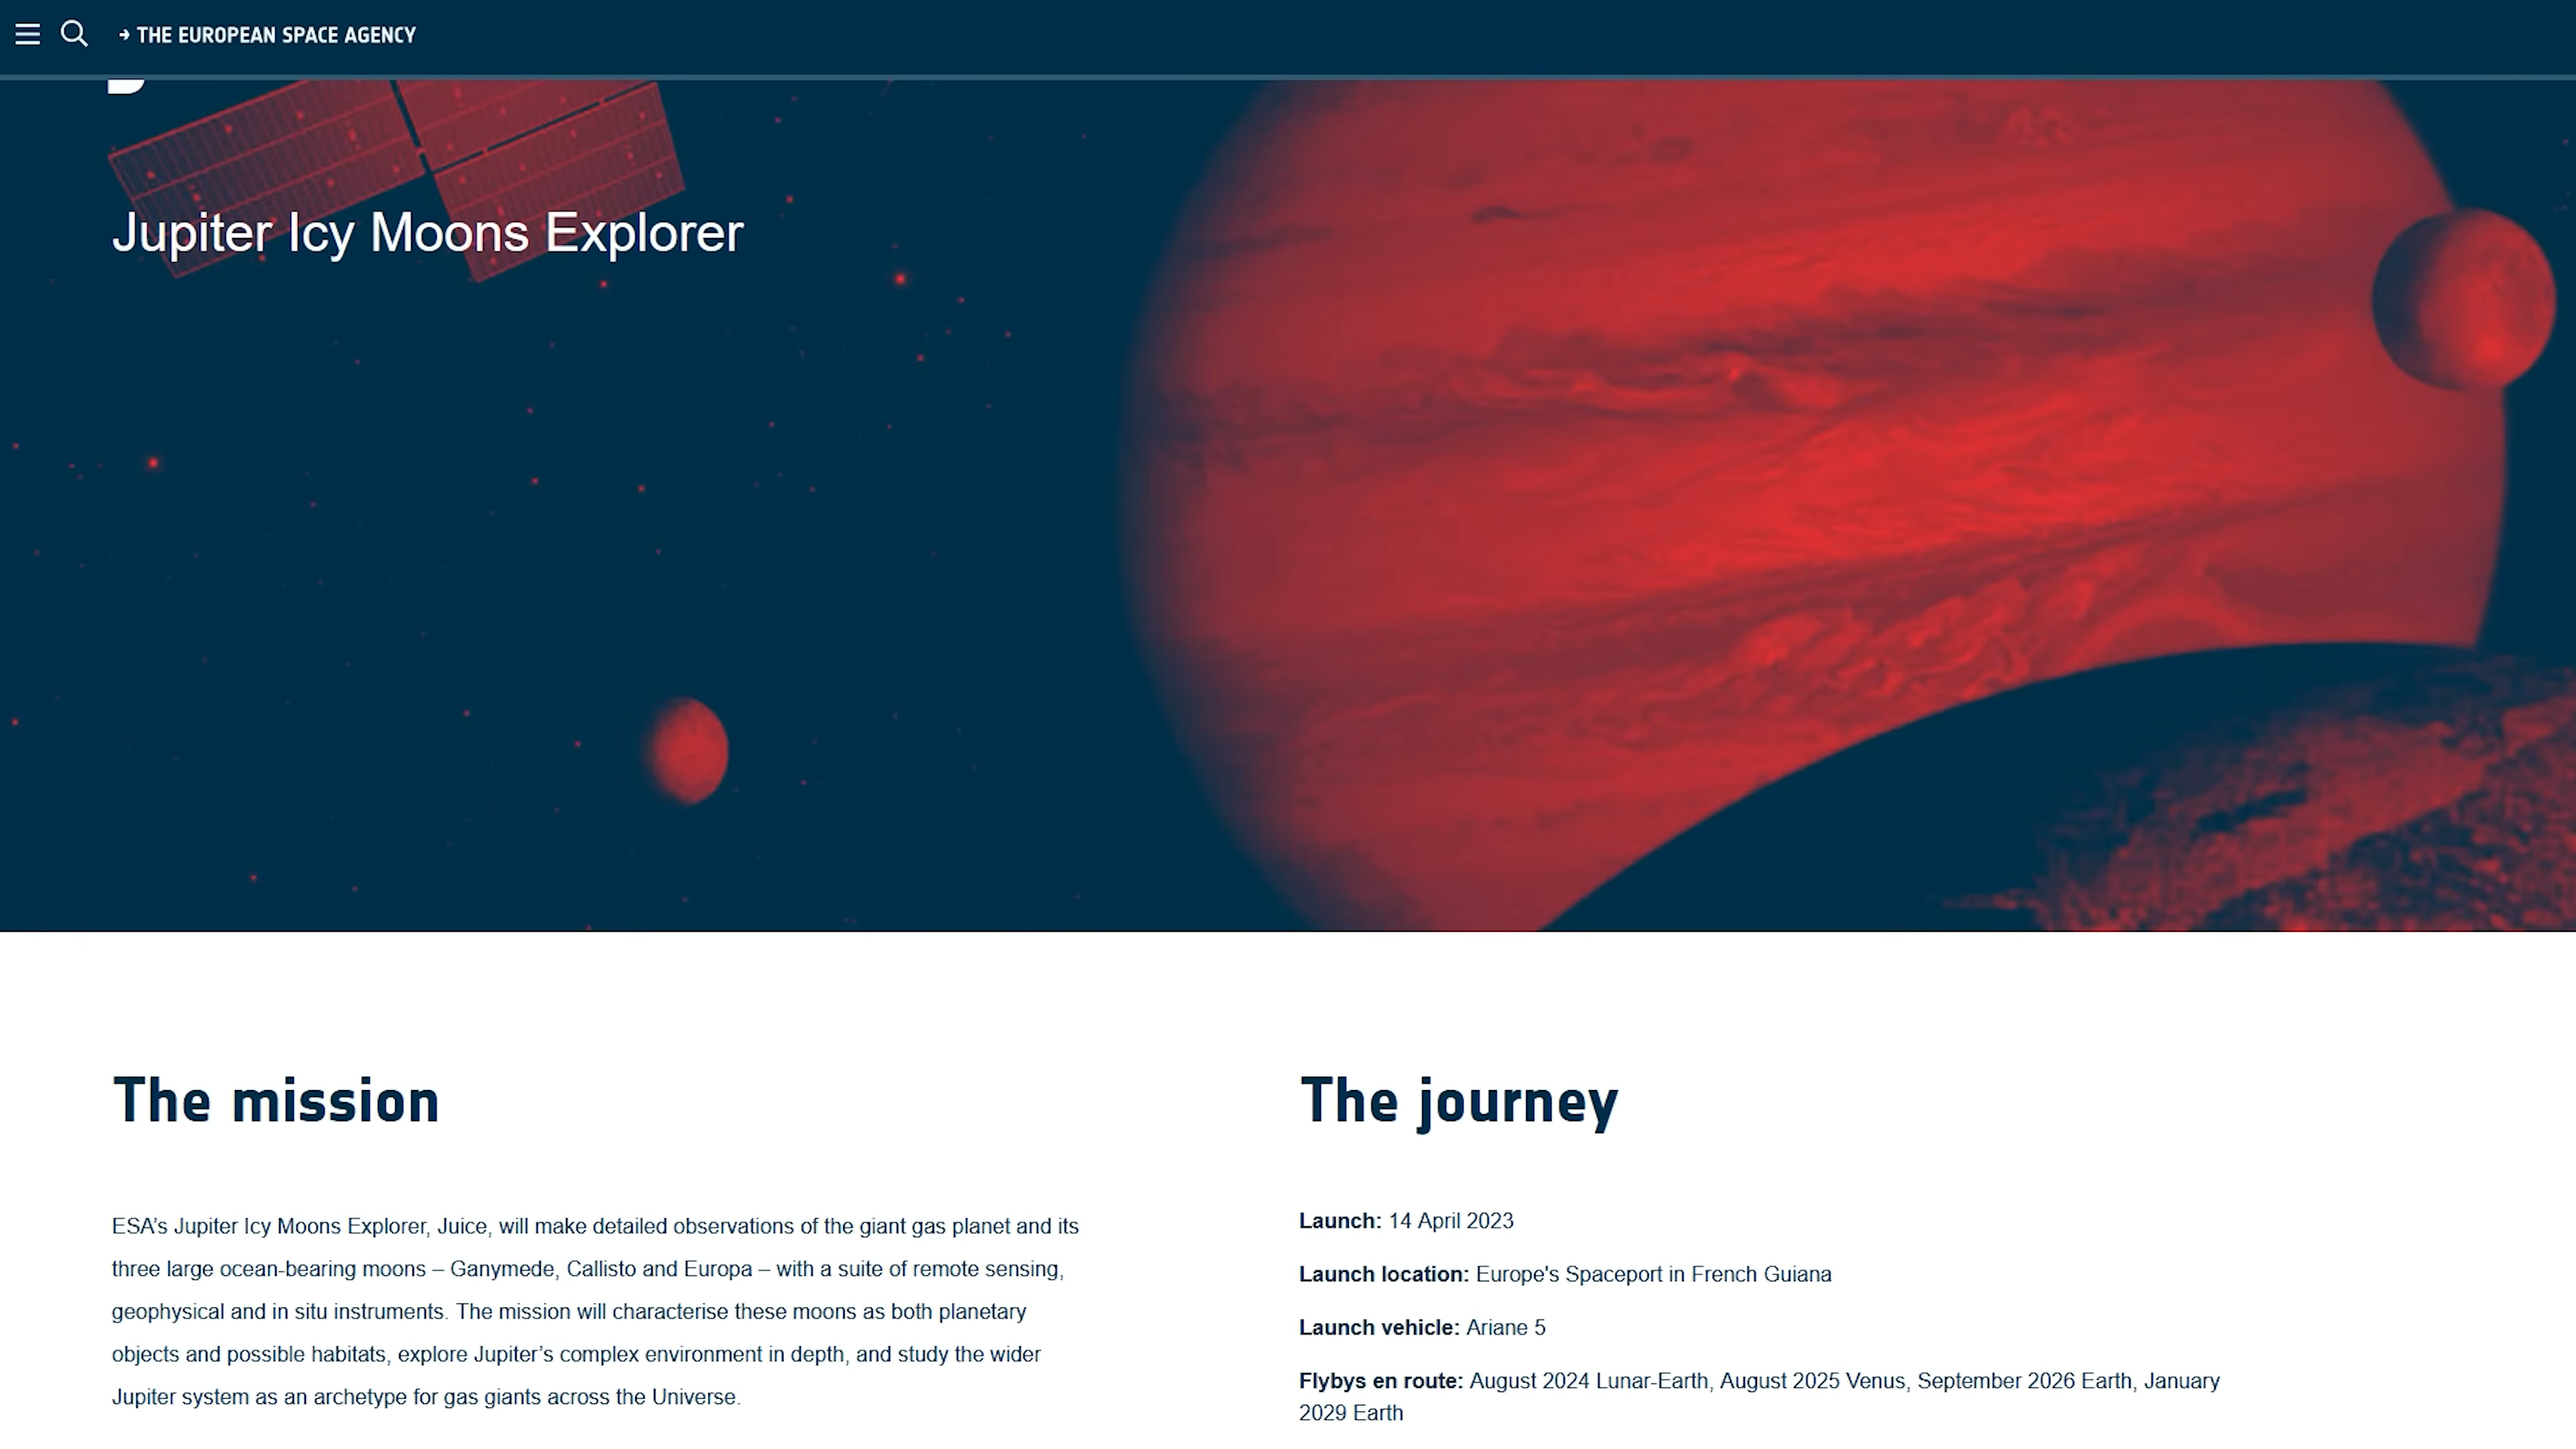 → THE EUROPEAN SPACE AGENCY
Jupiter Icy Moons Explorer
The mission
ESA’s Jupiter Icy Moons Explorer, Juice, will make detailed observations of the giant gas planet and its
three large ocean-bearing moons – Ganymede, Callisto and Europa – with a suite of remote sensing,
geophysical and in situ instruments. The mission will characterise these moons as both planetary
objects and possible habitats, explore Jupiter’s complex environment in depth, and study the wider
Jupiter system as an archetype for gas giants across the Universe.
The journey
Launch: 14 April 2023
Launch location: Europe's Spaceport in French Guiana
Launch vehicle: Ariane 5
Flybys en route: August 2024 Lunar-Earth, August 2025 Venus, September 2026 Earth, January
2029 Earth